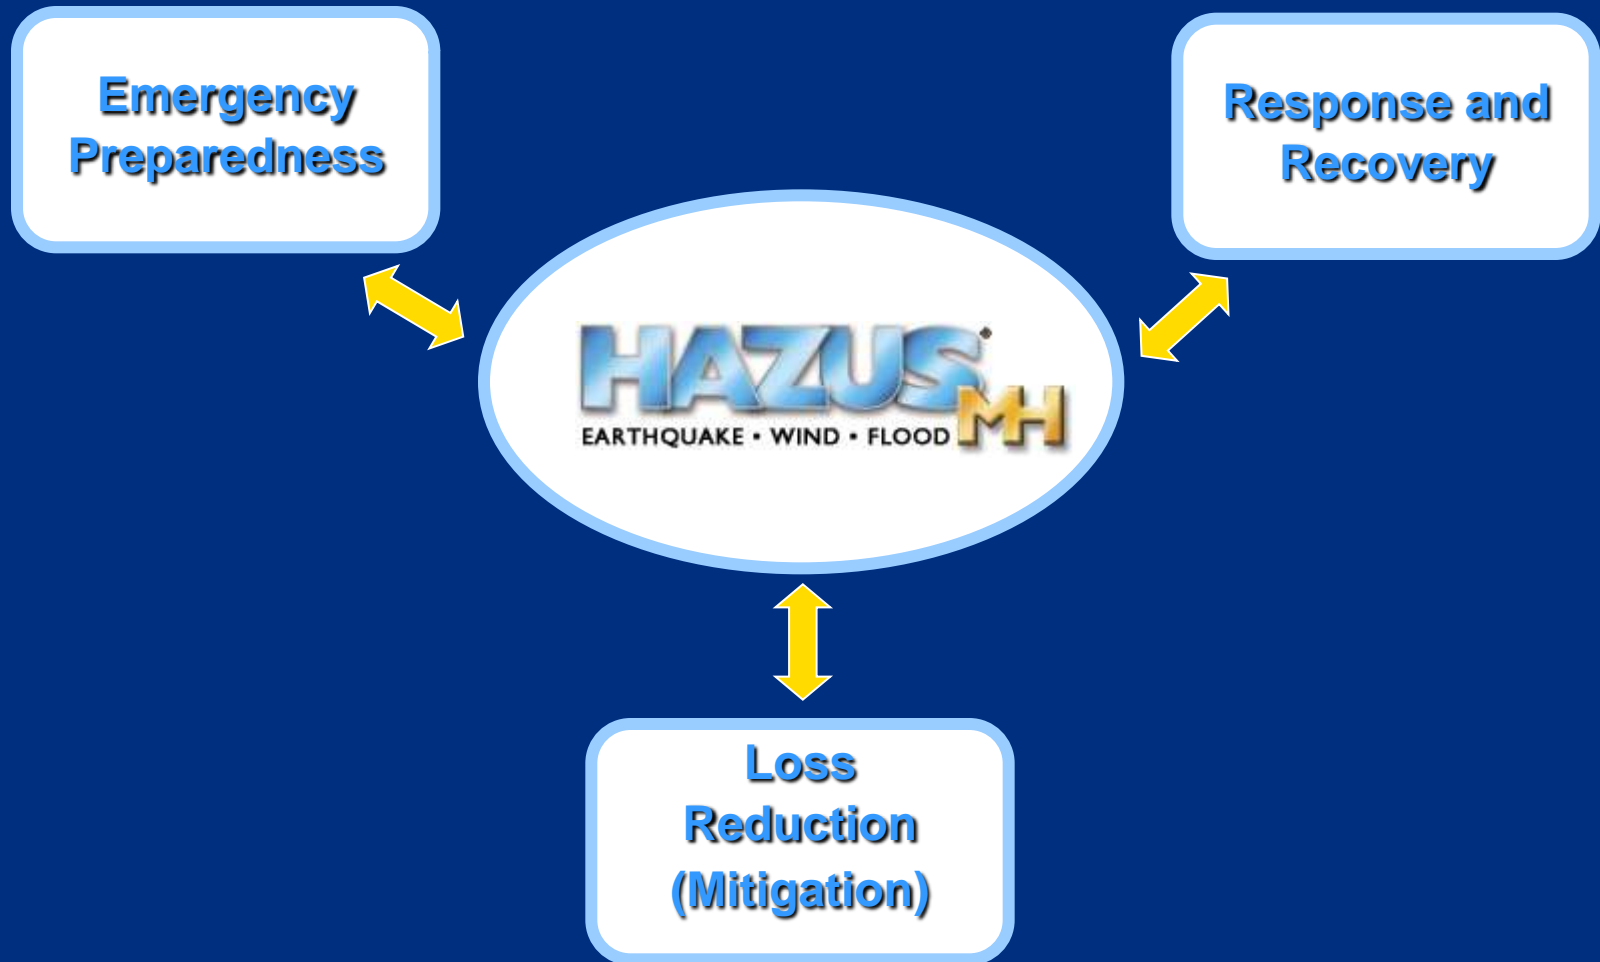 Emergency
Preparedness
Response and
Recovery
HAZUS
MH
EARTHQUAKE • WIND • FLOOD
Loss
Reduction
(Mitigation)